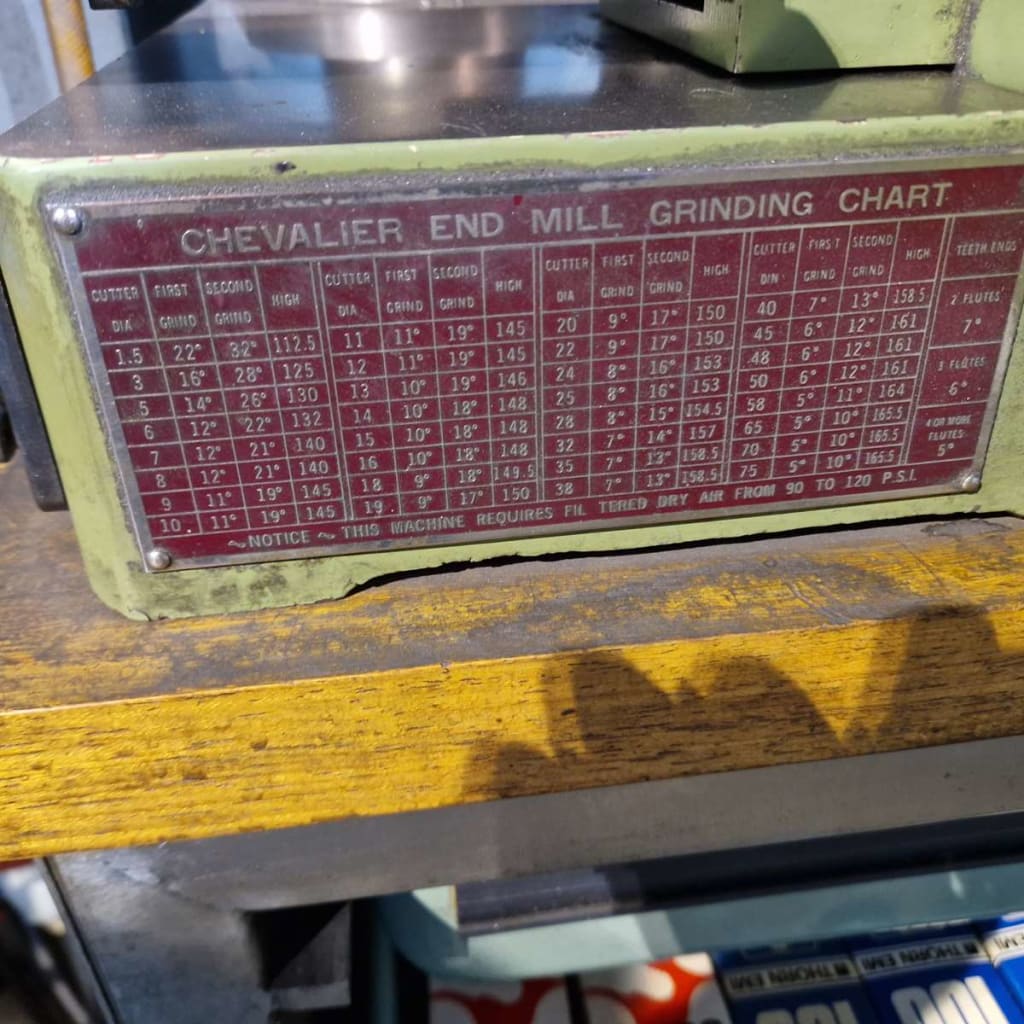 CHEVALIER END MILL GRINDING CHART
CUTTER FIRST SECOND HIGH CUTTER FIRST SECOND HIGH CUTTER FIRST SECOND HIGH CUTTER FIRST SECOND HIGH TEETH ENDS
DIA GRIND GRIND DIA GRIND GRIND DIA GRIND GRIND DIN GRIND GRIND
1.5 22° 32° 112.5 11 11° 19° 145 20 9° 17° 150 40 7° 13° 158.5 2 FLUTES
3 16° 28° 125 12 11° 19° 145 22 9° 17° 150 45 6° 12° 161 7°
5 14° 26° 130 13 10° 19° 146 24 8° 16° 153 48 6° 12° 161
6 12° 22° 132 14 10° 18° 148 25 8° 16° 153 50 6° 12° 161 3 FLUTES
7 12° 21° 140 15 10° 18° 148 28 8° 15° 154.5 58 5° 11° 164 6°
8 12° 21° 140 16 10° 18° 148 32 7° 14° 157 65 5° 10° 165.5 4 OR MORE
9 11° 19° 145 18 9° 18° 149.5 35 7° 13° 158.5 70 5° 10° 165.5 FLUTES
10 11° 19° 145 19 9° 17° 150 38 7° 13° 158.5 75 5° 10° 165.5 5°
~NOTICE~ THIS MACHINE REQUIRES FIL TERED DRY AIR FROM 90 TO 120 P.S.I.
THORN EMI THORN EMI EMI
100 100